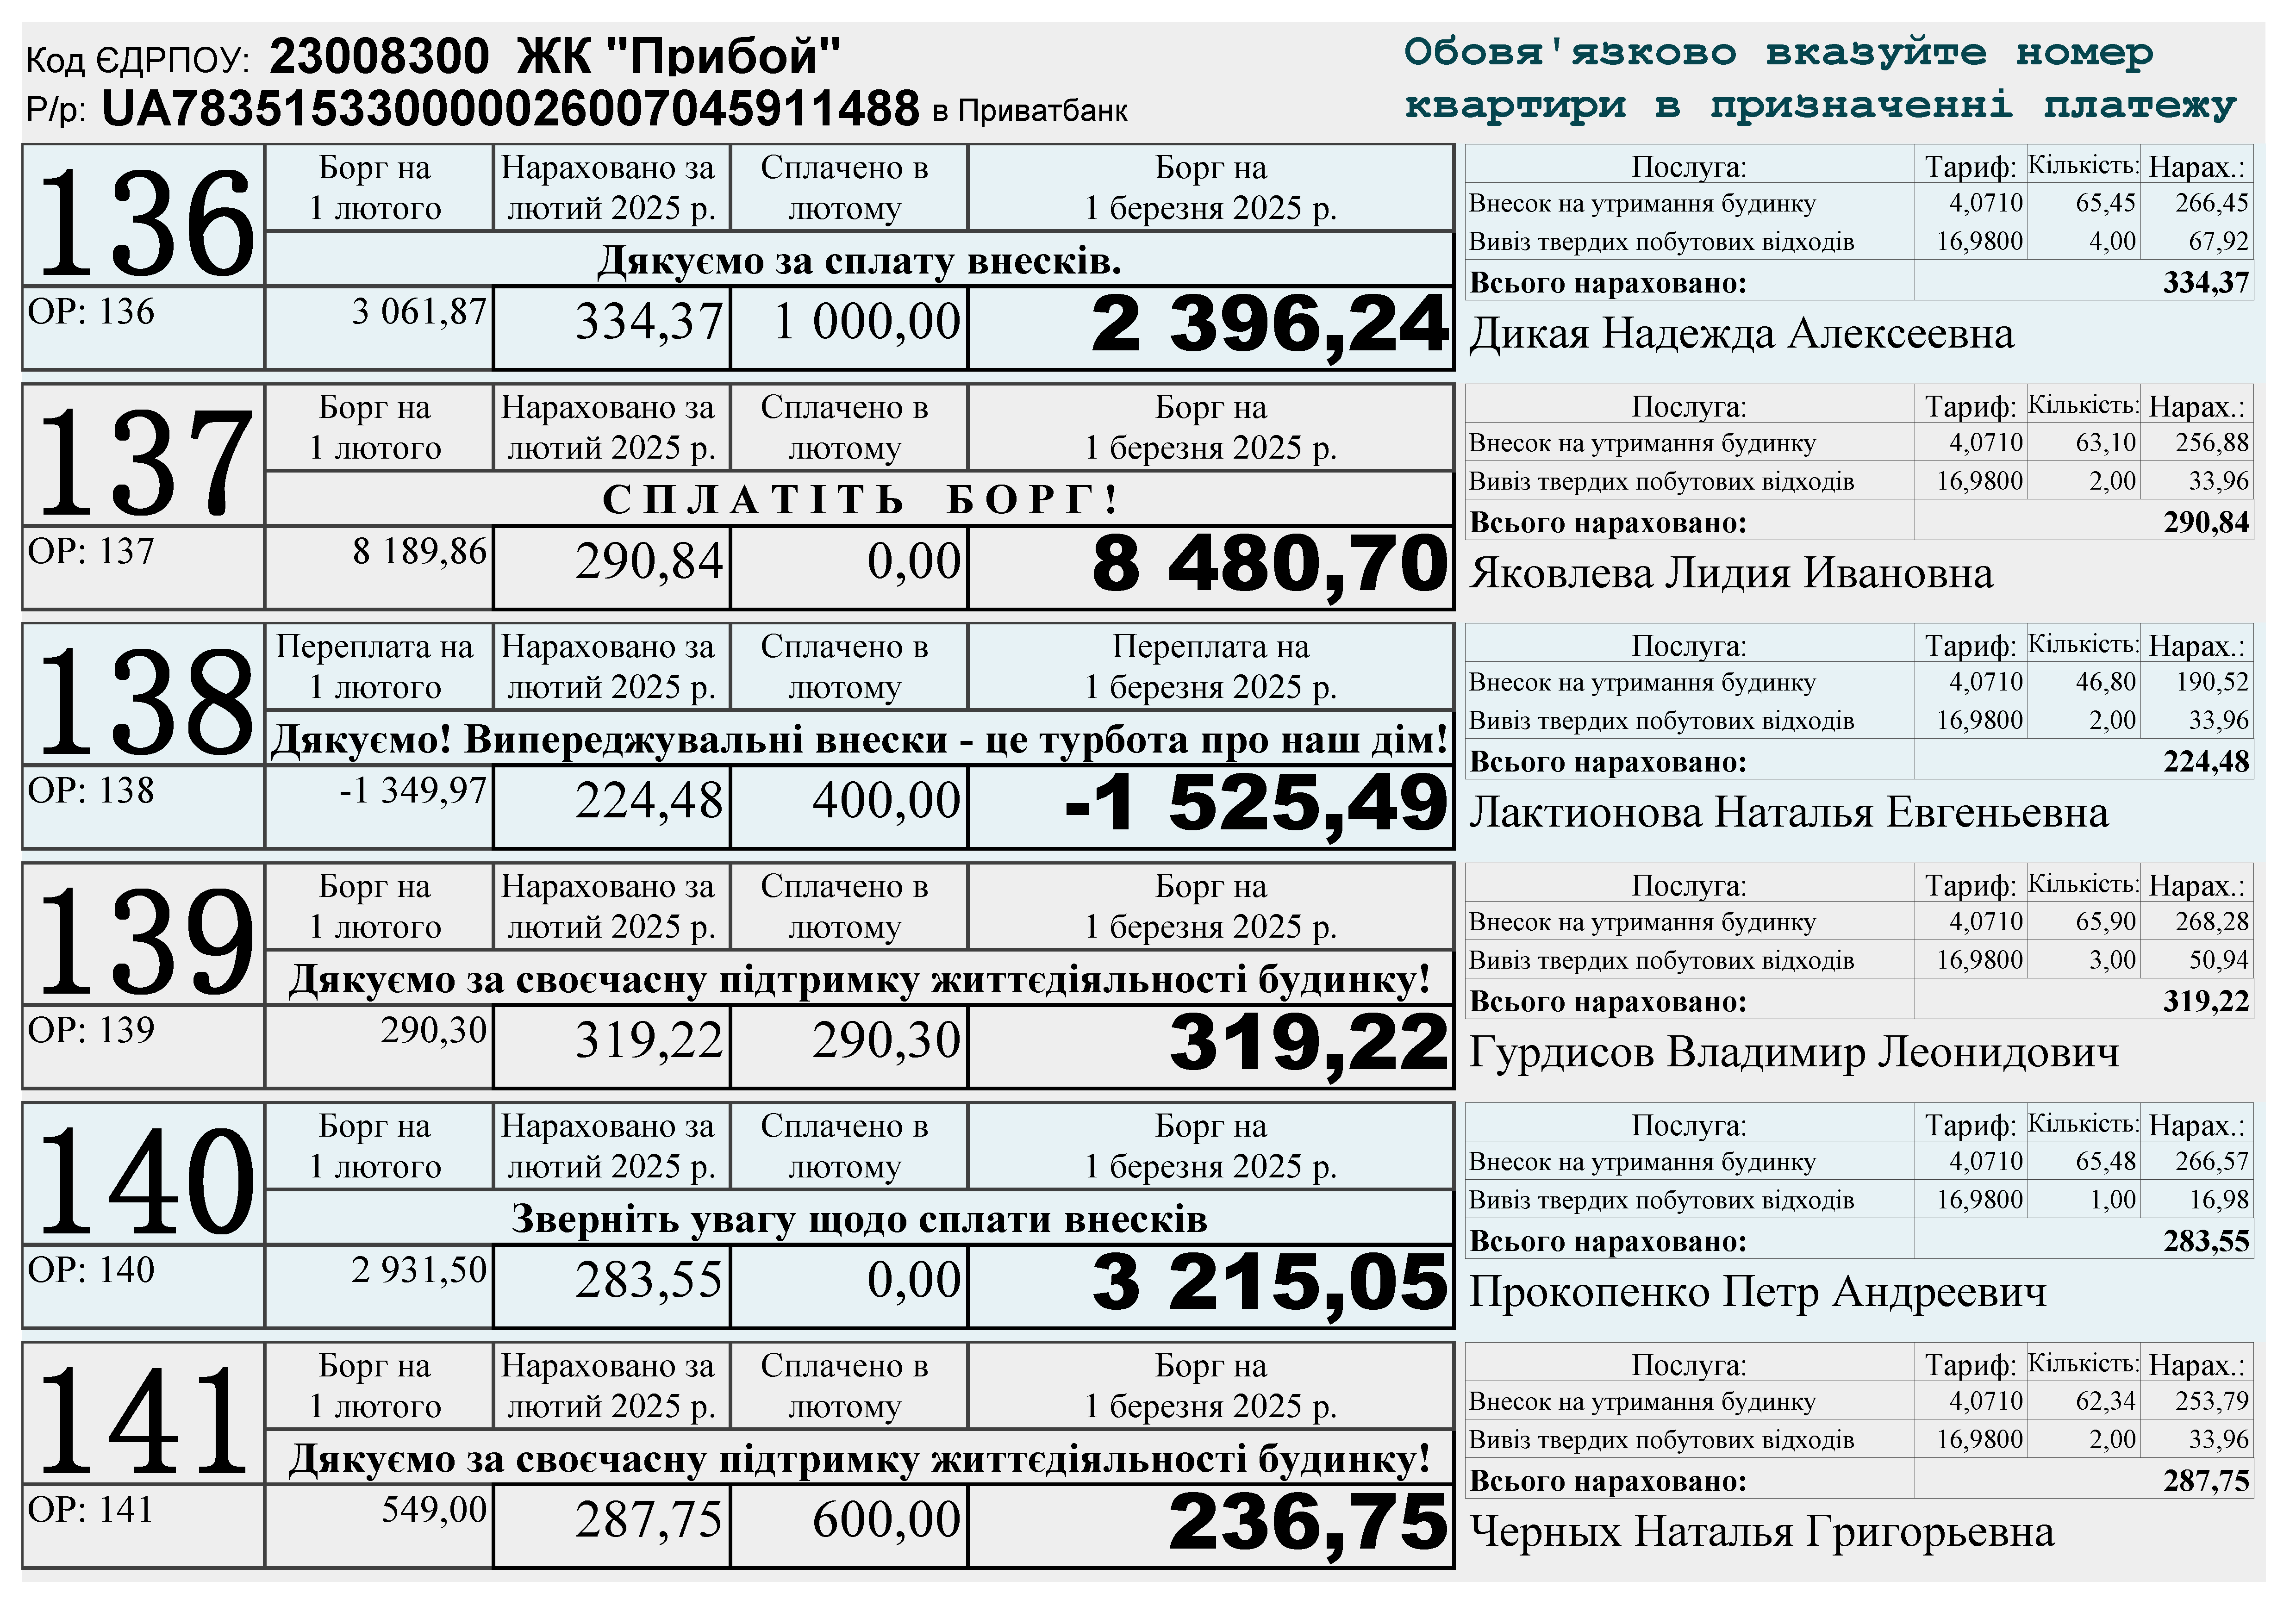 Код ЄДРПОУ: 23008300 ЖК "Прибой"
Р/р: UA783515330000026007045911488 в Приватбанк
Обовя'язково вказуйте номер
квартири в призначенні платежу
136
Борг на 1 лютого
Нараховано за лютий 2025 р.
Сплачено в лютому
Борг на 1 березня 2025 р.
Дякуємо за сплату внесків.
ОР: 136 3 061,87 334,37 1 000,00 2 396,24
Послуга: Тариф: Кількість: Нарах.:
Внесок на утримання будинку 4,0710 65,45 266,45
Вивіз твердих побутових відходів 16,9800 4,00 67,92
Всього нараховано: 334,37
Дикая Надежда Алексеевна
137
Борг на 1 лютого
Нараховано за лютий 2025 р.
Сплачено в лютому
Борг на 1 березня 2025 р.
С П Л А Т І Т Ь Б О Р Г !
ОР: 137 8 189,86 290,84 0,00 8 480,70
Послуга: Тариф: Кількість: Нарах.:
Внесок на утримання будинку 4,0710 63,10 256,88
Вивіз твердих побутових відходів 16,9800 2,00 33,96
Всього нараховано: 290,84
Яковлева Лидия Ивановна
138
Переплата на 1 лютого
Нараховано за лютий 2025 р.
Сплачено в лютому
Переплата на 1 березня 2025 р.
Дякуємо! Випереджувальні внески - це турбота про наш дім!
ОР: 138 -1 349,97 224,48 400,00 -1 525,49
Послуга: Тариф: Кількість: Нарах.:
Внесок на утримання будинку 4,0710 46,80 190,52
Вивіз твердих побутових відходів 16,9800 2,00 33,96
Всього нараховано: 224,48
Лактионова Наталья Евгеньевна
139
Борг на 1 лютого
Нараховано за лютий 2025 р.
Сплачено в лютому
Борг на 1 березня 2025 р.
Дякуємо за своєчасну підтримку життєдіяльності будинку!
ОР: 139 290,30 319,22 290,30 319,22
Послуга: Тариф: Кількість: Нарах.:
Внесок на утримання будинку 4,0710 65,90 268,28
Вивіз твердих побутових відходів 16,9800 3,00 50,94
Всього нараховано: 319,22
Гурдисов Владимир Леонидович
140
Борг на 1 лютого
Нараховано за лютий 2025 р.
Сплачено в лютому
Борг на 1 березня 2025 р.
Зверніть увагу щодо сплати внесків
ОР: 140 2 931,50 283,55 0,00 3 215,05
Послуга: Тариф: Кількість: Нарах.:
Внесок на утримання будинку 4,0710 65,48 266,57
Вивіз твердих побутових відходів 16,9800 1,00 16,98
Всього нараховано: 283,55
Прокопенко Петр Андреевич
141
Борг на 1 лютого
Нараховано за лютий 2025 р.
Сплачено в лютому
Борг на 1 березня 2025 р.
Дякуємо за своєчасну підтримку життєдіяльності будинку!
ОР: 141 549,00 287,75 600,00 236,75
Послуга: Тариф: Кількість: Нарах.:
Внесок на утримання будинку 4,0710 62,34 253,79
Вивіз твердих побутових відходів 16,9800 2,00 33,96
Всього нараховано: 287,75
Черных Наталья Григорьевна